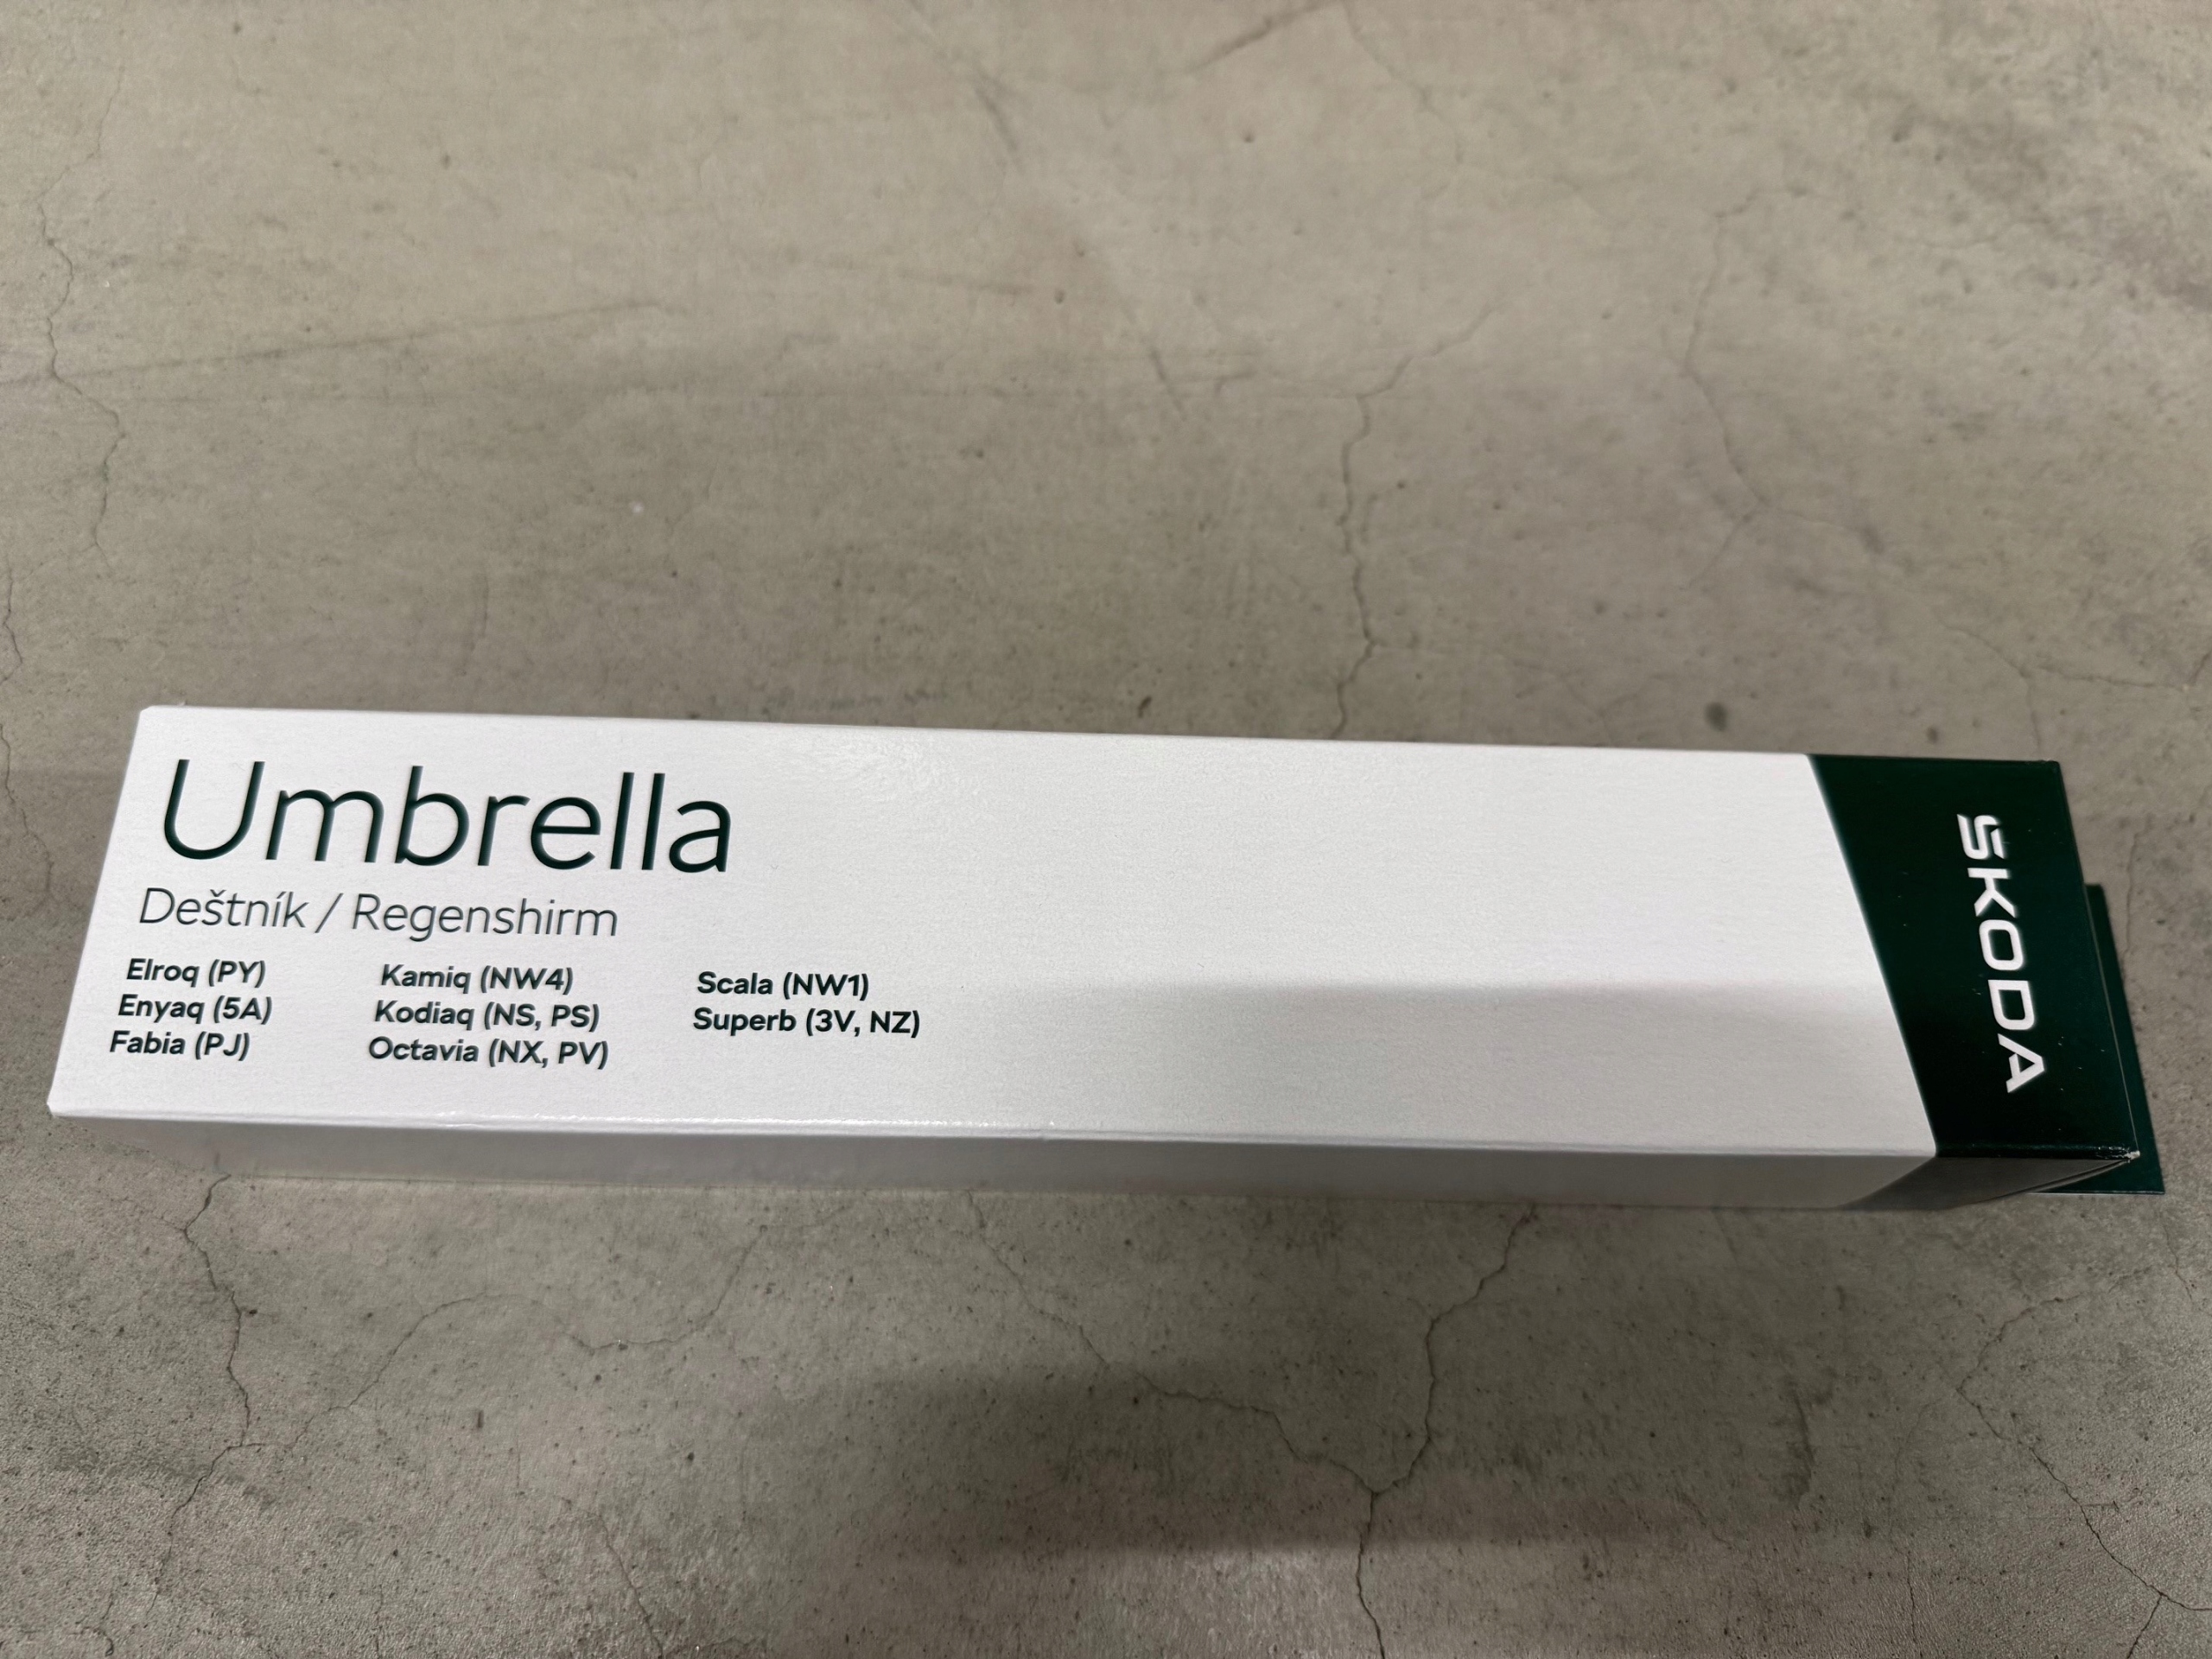 Umbrella
Deštník / Regenshirm
Elroq (PY)
Enyaq (5A)
Fabia (PJ)
Kamiq (NW4)
Kodiaq (NS, PS)
Octavia (NX, PV)
Scala (NW1)
Superb (3V, NZ)
ŠKODA